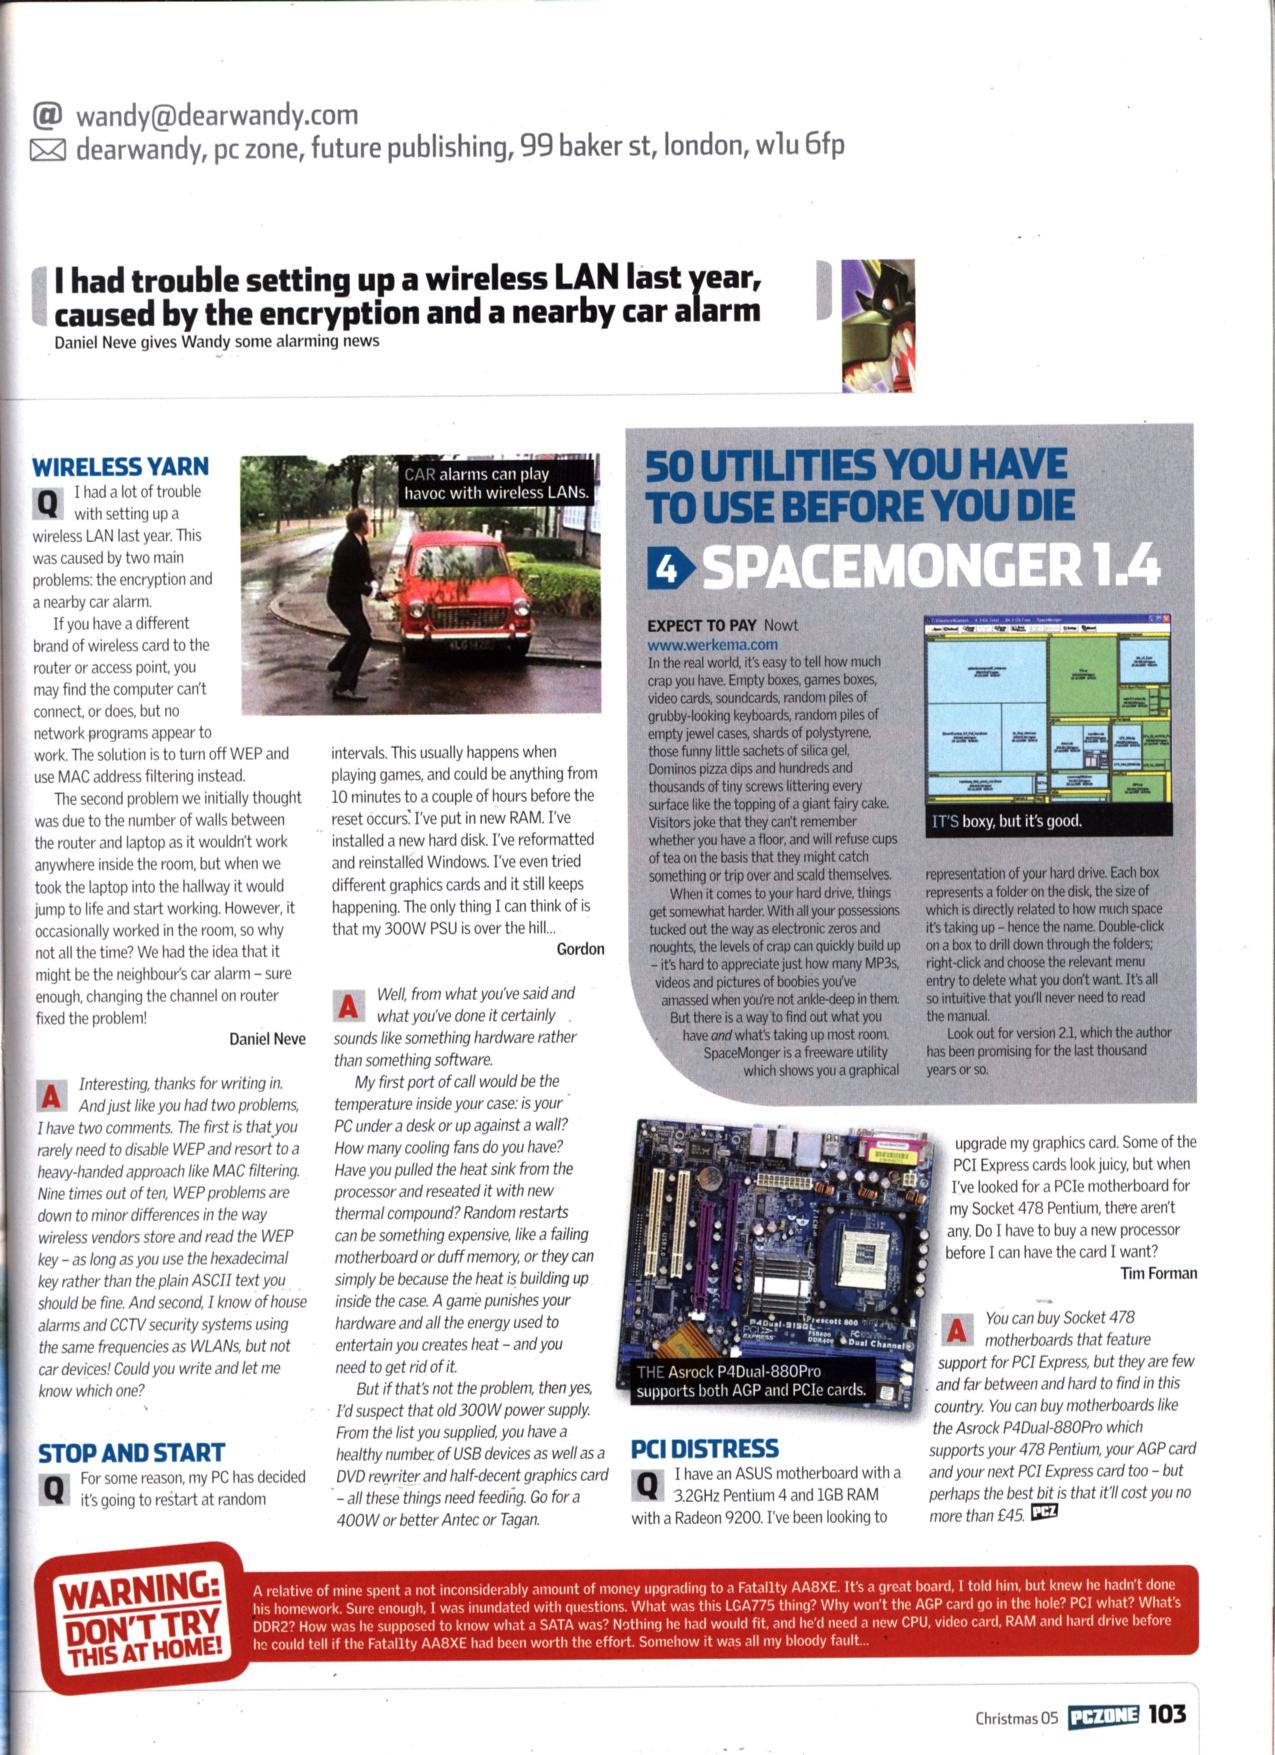 wandy@dearwandy.com
dearwandy, pc zone, future publishing, 99 baker st, london, w1u 6fp
I had trouble setting up a wireless LAN last year,
caused by the encryption and a nearby car alarm
Daniel Neve gives Wandy some alarming news
WIRELESS YARN
Q I had a lot of trouble
with setting up a
wireless LAN last year. This
was caused by two main
problems: the encryption and
a nearby car alarm.
If you have a different
brand of wireless card to the
router or access point, you
may find the computer can't
connect, or does, but no
network programs appear to
work. The solution is to turn off WEP and
use MAC address filtering instead.
The second problem we initially thought
was due to the number of walls between
the router and laptop as it wouldn't work
anywhere inside the room, but when we
took the laptop into the hallway it would
jump to life and start working. However, it
occasionally worked in the room, so why
not all the time? We had the idea that it
might be the neighbour's car alarm – sure
enough, changing the channel on router
fixed the problem!
Daniel Neve
A Interesting, thanks for writing in.
And just like you had two problems,
I have two comments. The first is that you
rarely need to disable WEP and resort to a
heavy-handed approach like MAC filtering.
Nine times out of ten, WEP problems are
down to minor differences in the way
wireless vendors store and read the WEP
key – as long as you use the hexadecimal
key rather than the plain ASCII text you
should be fine. And second, I know of house
alarms and CCTV security systems using
the same frequencies as WLANs, but not
car devices! Could you write and let me
know which one?
STOP AND START
Q For some reason, my PC has decided
it's going to restart at random
CAR alarms can play
havoc with wireless LANs.
intervals. This usually happens when
playing games, and could be anything from
10 minutes to a couple of hours before the
reset occurs. I've put in new RAM. I've
installed a new hard disk. I've reformatted
and reinstalled Windows. I've even tried
different graphics cards and it still keeps
happening. The only thing I can think of is
that my 300W PSU is over the hill...
Gordon
A Well, from what you've said and
what you've done it certainly
sounds like something hardware rather
than something software.
My first port of call would be the
temperature inside your case: is your
PC under a desk or up against a wall?
How many cooling fans do you have?
Have you pulled the heat sink from the
processor and reseated it with new
thermal compound? Random restarts
can be something expensive, like a failing
motherboard or duff memory, or they can
simply be because the heat is building up
inside the case. A game punishes your
hardware and all the energy used to
entertain you creates heat – and you
need to get rid of it.
But if that's not the problem, then yes,
I'd suspect that old 300W power supply.
From the list you supplied, you have a
healthy number of USB devices as well as a
DVD rewriter and half-decent graphics card
– all these things need feeding. Go for a
400W or better Antec or Tagan.
50 UTILITIES YOU HAVE
TO USE BEFORE YOU DIE
4 SPACEMONGER 1.4
EXPECT TO PAY Nowt
www.werkema.com
In the real world, it's easy to tell how much
crap you have. Empty boxes, games boxes,
video cards, soundcards, random piles of
grubby-looking keyboards, random piles of
empty jewel cases, shards of polystyrene,
those funny little sachets of silica gel,
Dominos pizza dips and hundreds and
thousands of tiny screws littering every
surface like the topping of a giant fairy cake.
Visitors joke that they can't remember
whether you have a floor, and will refuse cups
of tea on the basis that they might catch
something or trip over and scald themselves.
When it comes to your hard drive, things
get somewhat harder. With all your possessions
tucked out the way as electronic zeros and
noughts, the levels of crap can quickly build up
– it's hard to appreciate just how many MP3s,
videos and pictures of boobies you've
amassed when you're not ankle-deep in them.
But there is a way to find out what you
have and what's taking up most room.
SpaceMonger is a freeware utility
which shows you a graphical
IT'S boxy, but it's good.
representation of your hard drive. Each box
represents a folder on the disk, the size of
which is directly related to how much space
it's taking up – hence the name. Double-click
on a box to drill down through the folders;
right-click and choose the relevant menu
entry to delete what you don't want. It's all
so intuitive that you'll never need to read
the manual.
Look out for version 2.1, which the author
has been promising for the last thousand
years or so.
P4Dual-915GL
Prescott 800
PCI EXPRESS
FSB800
DDR400
Dual Channel
THE Asrock P4Dual-880Pro
supports both AGP and PCIe cards.
PCI DISTRESS
Q I have an ASUS motherboard with a
3.2GHz Pentium 4 and 1GB RAM
with a Radeon 9200. I've been looking to
upgrade my graphics card. Some of the
PCI Express cards look juicy, but when
I've looked for a PCIe motherboard for
my Socket 478 Pentium, there aren't
any. Do I have to buy a new processor
before I can have the card I want?
Tim Forman
A You can buy Socket 478
motherboards that feature
support for PCI Express, but they are few
and far between and hard to find in this
country. You can buy motherboards like
the Asrock P4Dual-880Pro which
supports your 478 Pentium, your AGP card
and your next PCI Express card too – but
perhaps the best bit is that it'll cost you no
more than £45. PCZ
WARNING:
DON'T TRY
THIS AT HOME!
A relative of mine spent a not inconsiderably amount of money upgrading to a Fatal1ty AA8XE. It's a great board, I told him, but knew he hadn't done
his homework. Sure enough, I was inundated with questions. What was this LGA775 thing? Why won't the AGP card go in the hole? PCI what? What's
DDR2? How was he supposed to know what a SATA was? Nothing he had would fit, and he'd need a new CPU, video card, RAM and hard drive before
he could tell if the Fatal1ty AA8XE had been worth the effort. Somehow it was all my bloody fault...
Christmas 05 PCZONE 103